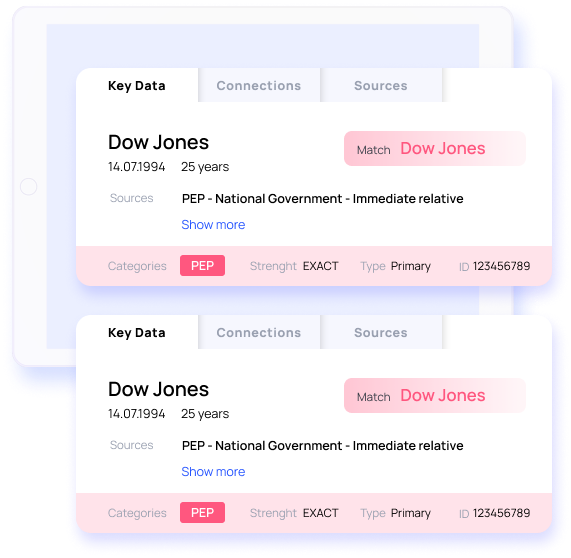 Key Data Connections Sources
Dow Jones
Match Dow Jones
14.07.1994 25 years
Sources PEP - National Government - Immediate relative
Show more
Categories PEP Strenght EXACT Type Primary ID 123456789
Key Data Connections Sources
Dow Jones
Match Dow Jones
14.07.1994 25 years
Sources PEP - National Government - Immediate relative
Show more
Categories PEP Strenght EXACT Type Primary ID 123456789